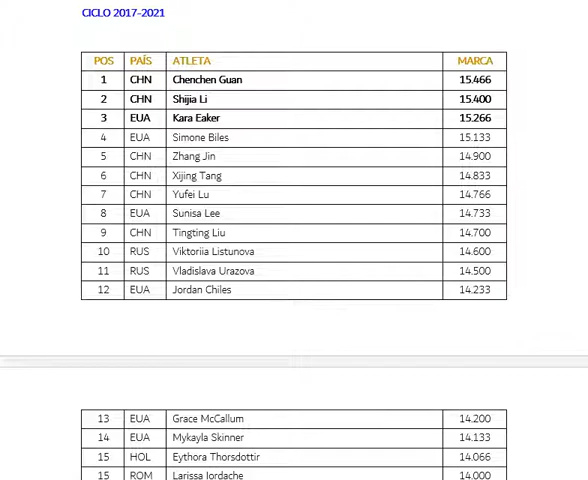 CICLO 2017-2021
POS PAÍS ATLETA MARCA
1 CHN Chenchen Guan 15.466
2 CHN Shijia Li 15.400
3 EUA Kara Eaker 15.266
4 EUA Simone Biles 15.133
5 CHN Zhang Jin 14.900
6 CHN Xijing Tang 14.833
7 CHN Yufei Lu 14.766
8 EUA Sunisa Lee 14.733
9 CHN Tingting Liu 14.700
10 RUS Viktoriia Listunova 14.600
11 RUS Vladislava Urazova 14.500
12 EUA Jordan Chiles 14.233
13 EUA Grace McCallum 14.200
14 EUA Mykayla Skinner 14.133
15 HOL Eythora Thorsdottir 14.066
15 ROM Larissa Iordache 14.000